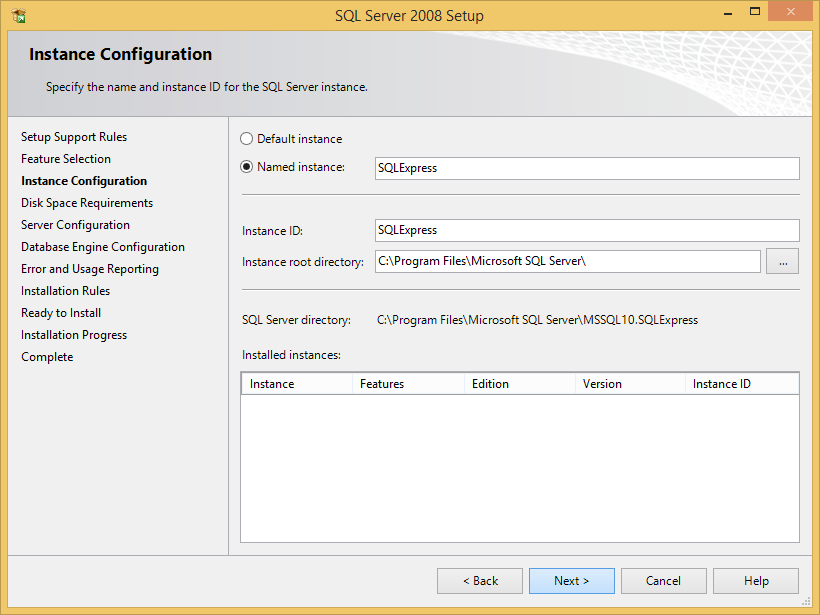 SQL Server 2008 Setup
Instance Configuration
Specify the name and instance ID for the SQL Server instance.
Setup Support Rules
Feature Selection
Instance Configuration
Disk Space Requirements
Server Configuration
Database Engine Configuration
Error and Usage Reporting
Installation Rules
Ready to Install
Installation Progress
Complete
Default instance
Named instance: SQLExpress
Instance ID: SQLExpress
Instance root directory: C:\Program Files\Microsoft SQL Server\ ...
SQL Server directory: C:\Program Files\Microsoft SQL Server\MSSQL10.SQLExpress
Installed instances:
Instance Features Edition Version Instance ID
< Back Next > Cancel Help